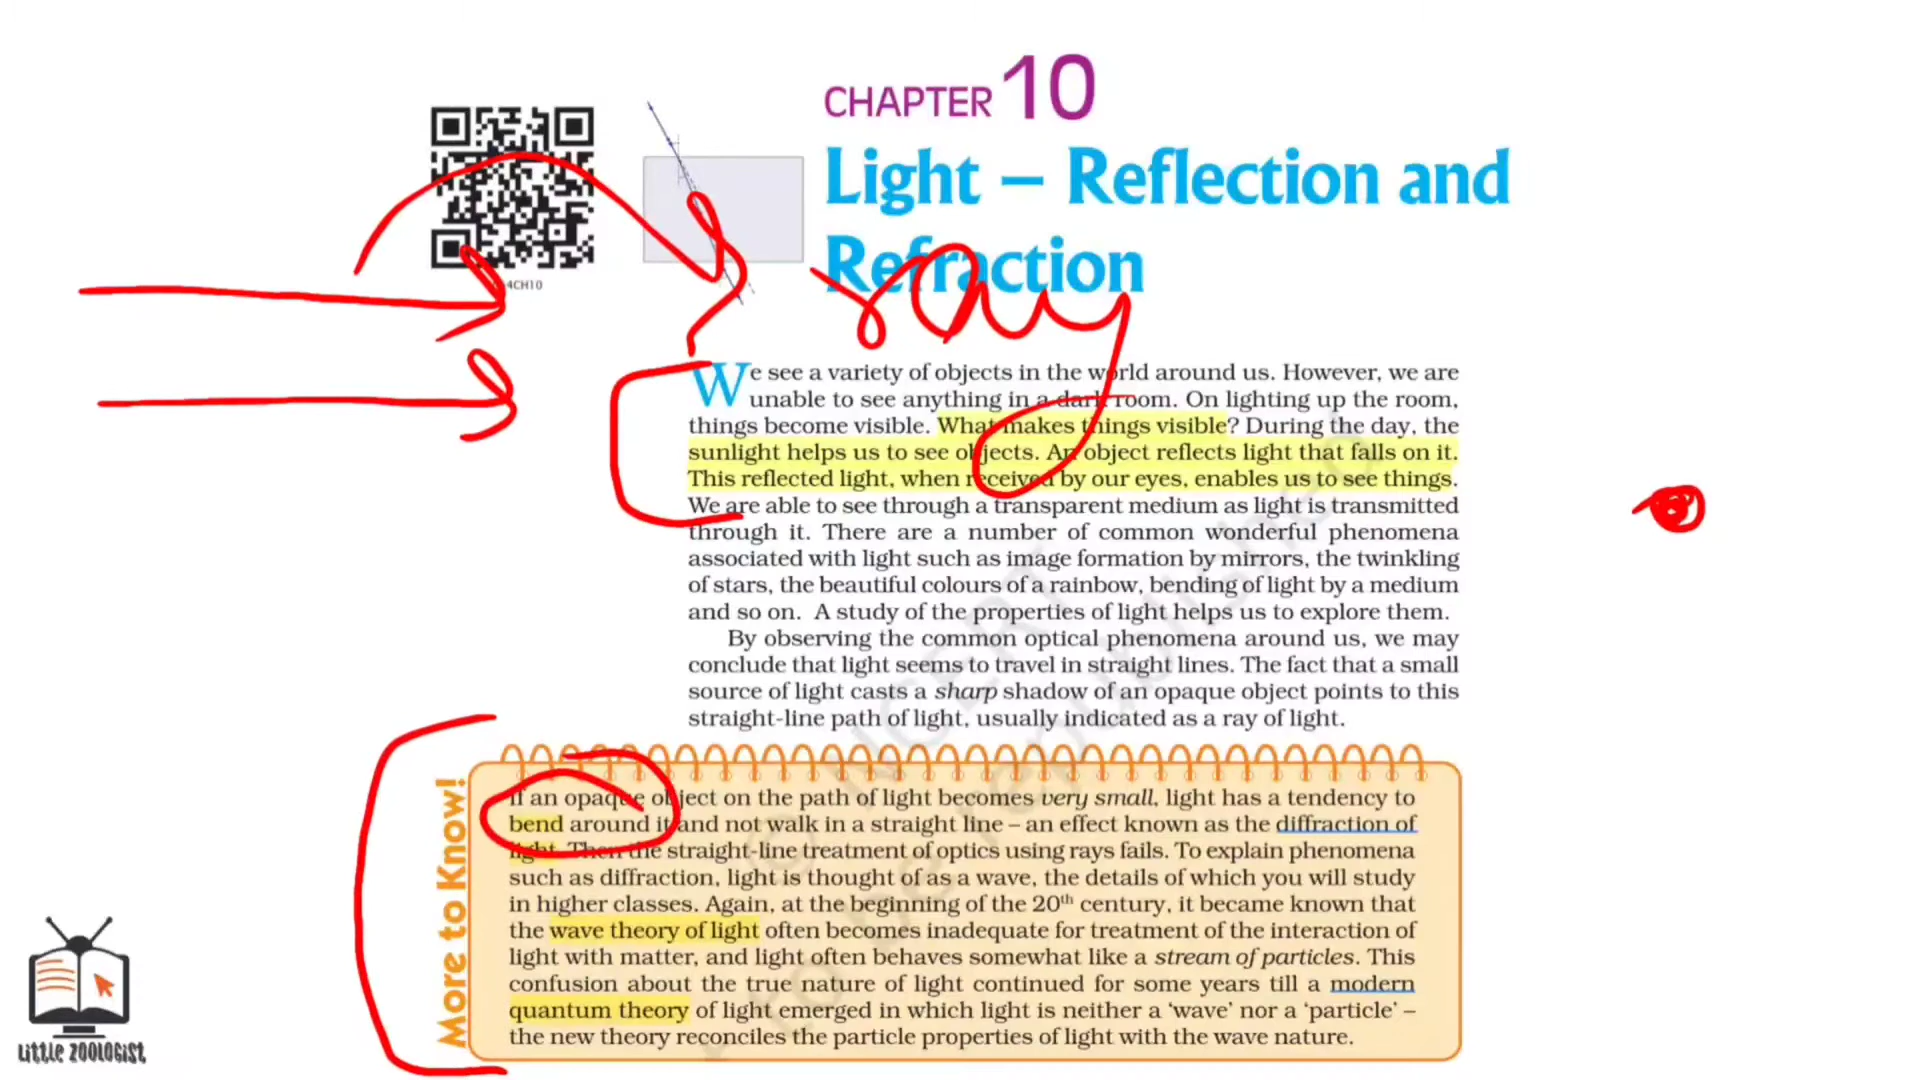 CHAPTER 10
Light – Reflection and
Refraction
4CH10
ray
We see a variety of objects in the world around us. However, we are
unable to see anything in a dark room. On lighting up the room,
things become visible. What makes things visible? During the day, the
sunlight helps us to see objects. An object reflects light that falls on it.
This reflected light, when received by our eyes, enables us to see things.
We are able to see through a transparent medium as light is transmitted
through it. There are a number of common wonderful phenomena
associated with light such as image formation by mirrors, the twinkling
of stars, the beautiful colours of a rainbow, bending of light by a medium
and so on. A study of the properties of light helps us to explore them.
By observing the common optical phenomena around us, we may
conclude that light seems to travel in straight lines. The fact that a small
source of light casts a sharp shadow of an opaque object points to this
straight-line path of light, usually indicated as a ray of light.
More to Know!
If an opaque object on the path of light becomes very small, light has a tendency to
bend around it and not walk in a straight line – an effect known as the diffraction of
light. Then the straight-line treatment of optics using rays fails. To explain phenomena
such as diffraction, light is thought of as a wave, the details of which you will study
in higher classes. Again, at the beginning of the 20th century, it became known that
the wave theory of light often becomes inadequate for treatment of the interaction of
light with matter, and light often behaves somewhat like a stream of particles. This
confusion about the true nature of light continued for some years till a modern
quantum theory of light emerged in which light is neither a ‘wave’ nor a ‘particle’ –
the new theory reconciles the particle properties of light with the wave nature.
© NCERT
to be republished
LITTLE ZOOLOGIST